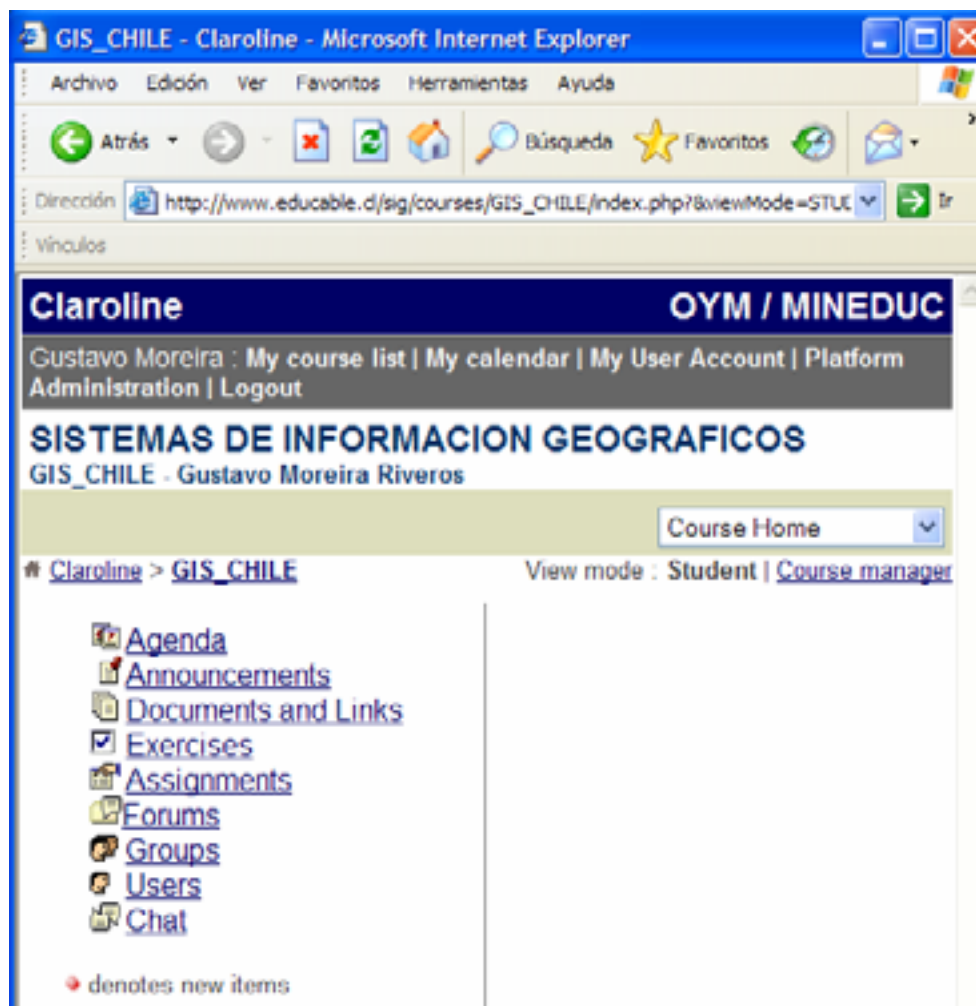 GIS_CHILE - Claroline - Microsoft Internet Explorer
Archivo Edición Ver Favoritos Herramientas Ayuda
Atrás Búsqueda Favoritos
Dirección http://www.educable.cl/sig/courses/GIS_CHILE/index.php?&viewMode=STUD Ir
Vínculos
Claroline OYM / MINEDUC
Gustavo Moreira : My course list | My calendar | My User Account | Platform
Administration | Logout
SISTEMAS DE INFORMACION GEOGRAFICOS
GIS_CHILE - Gustavo Moreira Riveros
Course Home
Claroline > GIS_CHILE View mode : Student | Course manager
Agenda
Announcements
Documents and Links
Exercises
Assignments
Forums
Groups
Users
Chat
denotes new items